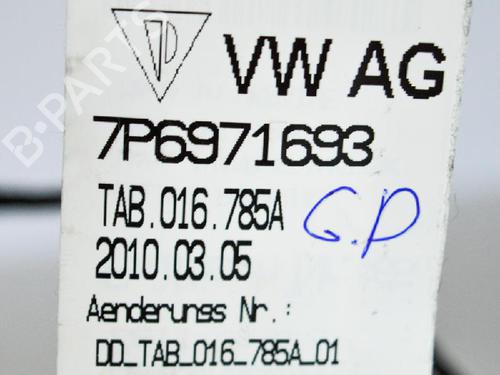 VW AG
7P6971693
TAB.016.785A
G.D
2010.03.05
Aenderungs Nr.:
DD_TAB_016_785A_01
B-PARTS